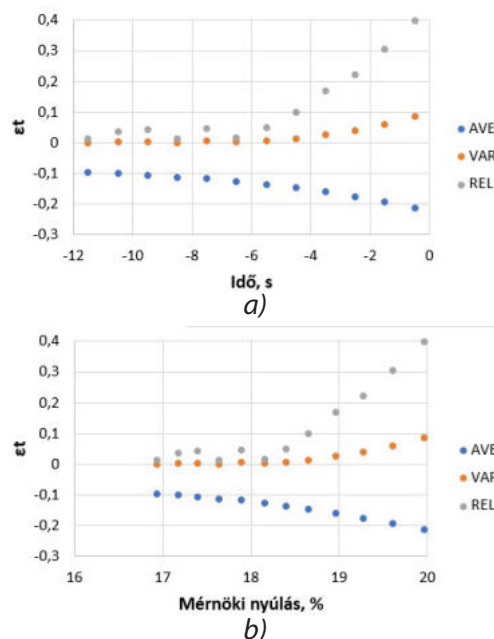 0,4
0,3
0,2
0,1
0
-0,1
-0,2
-0,3
εt
-12 -10 -8 -6 -4 -2 0
Idő, s
AVE
VAR
REL
a)
0,4
0,3
0,2
0,1
0
-0,1
-0,2
-0,3
εt
16 17 18 19 20
Mérnöki nyúlás, %
AVE
VAR
REL
b)